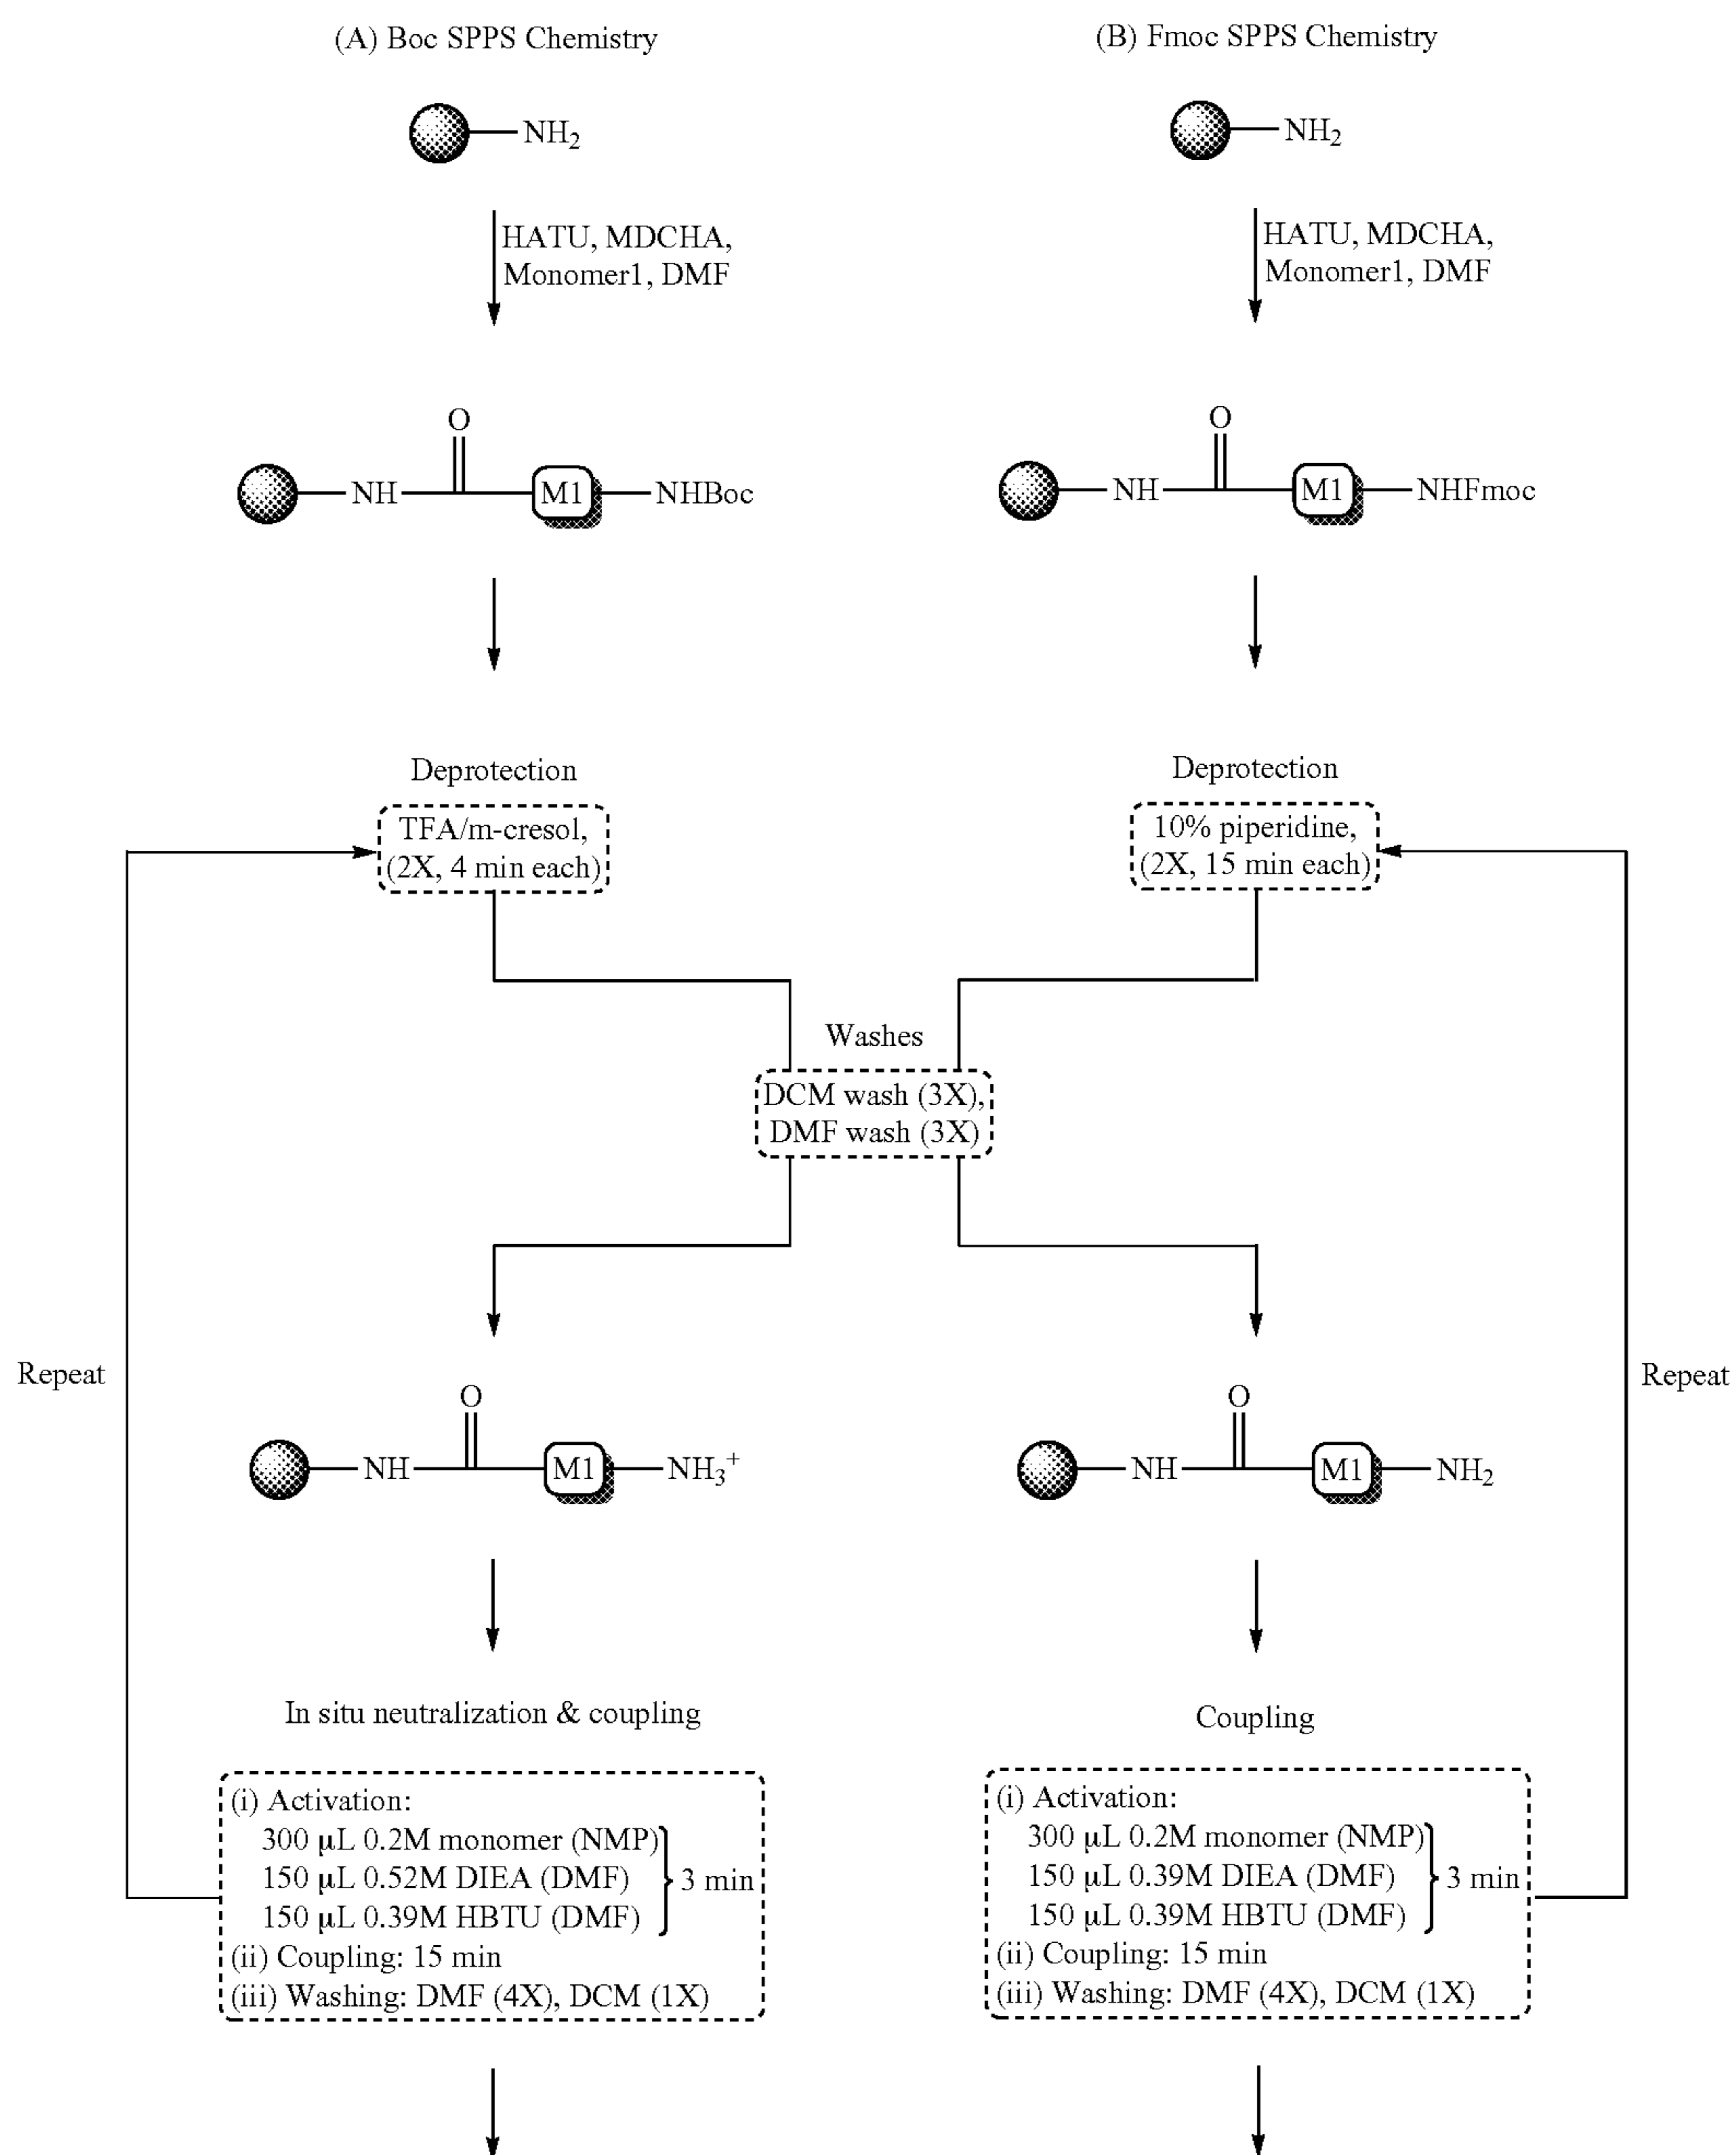 (A) Boc SPPS Chemistry
NH₂
HATU, MDCHA,
Monomer1, DMF
O
NH
M1
NHBoc
Deprotection
TFA/m-cresol,
(2X, 4 min each)
(B) Fmoc SPPS Chemistry
NH₂
HATU, MDCHA,
Monomer1, DMF
O
NH
M1
NHFmoc
Deprotection
10% piperidine,
(2X, 15 min each)
Washes
DCM wash (3X),
DMF wash (3X)
Repeat
O
NH
M1
NH₃⁺
In situ neutralization & coupling
(i) Activation:
300 μL 0.2M monomer (NMP)
150 μL 0.52M DIEA (DMF)
150 μL 0.39M HBTU (DMF)
3 min
(ii) Coupling: 15 min
(iii) Washing: DMF (4X), DCM (1X)
Repeat
O
NH
M1
NH₂
Coupling
(i) Activation:
300 μL 0.2M monomer (NMP)
150 μL 0.39M DIEA (DMF)
150 μL 0.39M HBTU (DMF)
3 min
(ii) Coupling: 15 min
(iii) Washing: DMF (4X), DCM (1X)